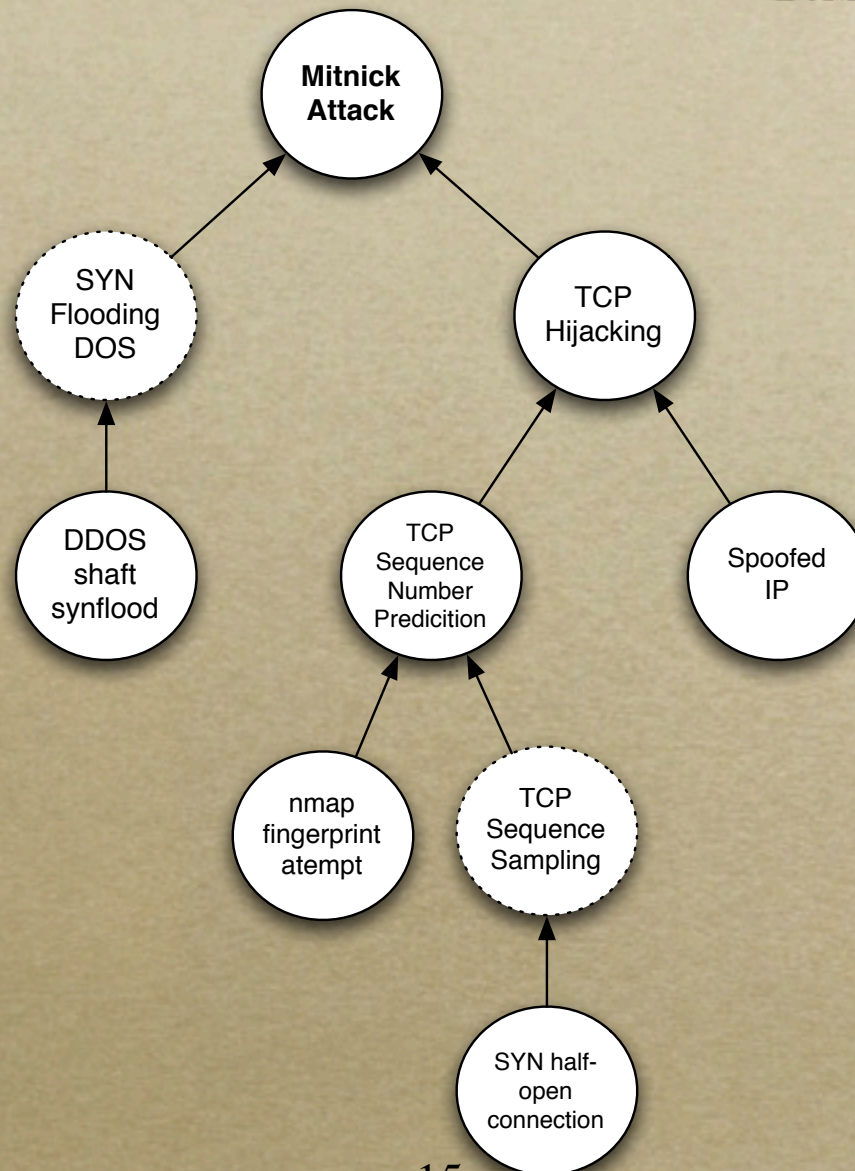 Mitnick
Attack
SYN
Flooding
DOS
TCP
Hijacking
DDOS
shaft
synflood
TCP
Sequence
Number
Predicition
Spoofed
IP
nmap
fingerprint
atempt
TCP
Sequence
Sampling
SYN half-
open
connection
15